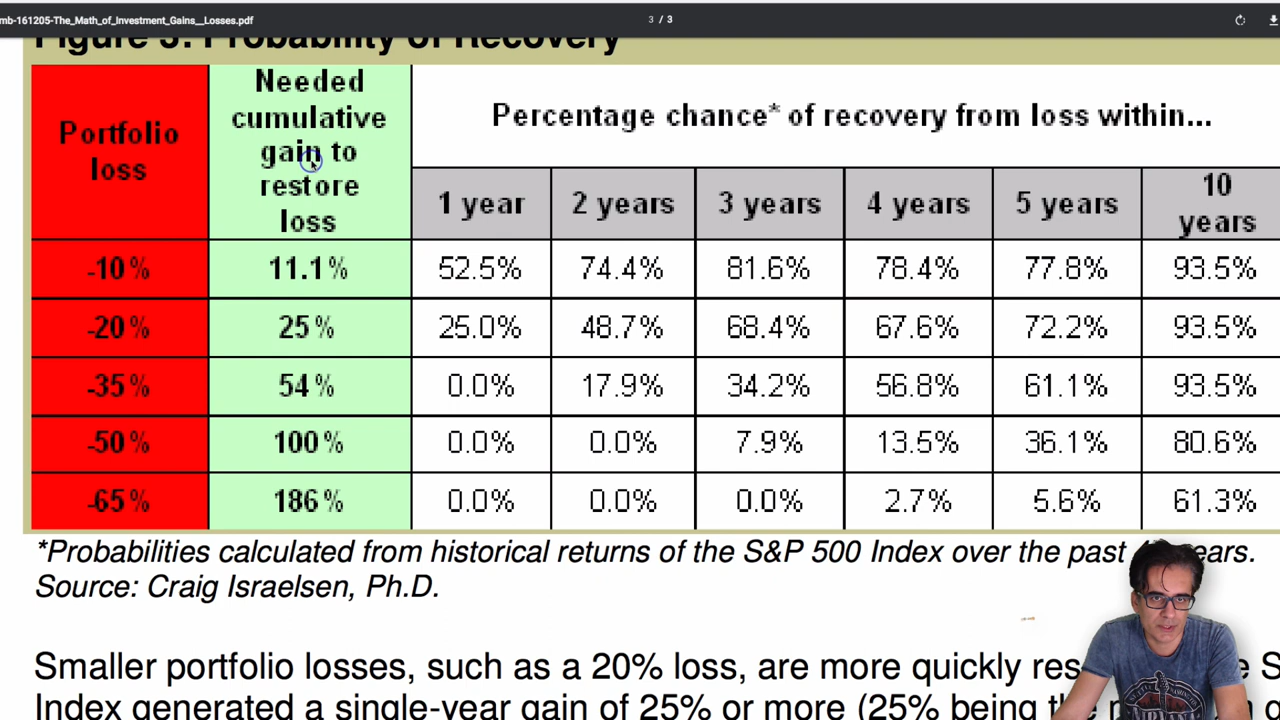 mb-161205-The_Math_of_Investment_Gains__Losses.pdf
3 / 3
Figure 3: Probability of Recovery
Portfolio loss
Needed cumulative gain to restore loss
Percentage chance* of recovery from loss within...
1 year 2 years 3 years 4 years 5 years 10 years
-10% 11.1% 52.5% 74.4% 81.6% 78.4% 77.8% 93.5%
-20% 25% 25.0% 48.7% 68.4% 67.6% 72.2% 93.5%
-35% 54% 0.0% 17.9% 34.2% 56.8% 61.1% 93.5%
-50% 100% 0.0% 0.0% 7.9% 13.5% 36.1% 80.6%
-65% 186% 0.0% 0.0% 0.0% 2.7% 5.6% 61.3%
*Probabilities calculated from historical returns of the S&P 500 Index over the past
Source: Craig Israelsen, Ph.D.
Smaller portfolio losses, such as a 20% loss, are more quickly
Index generated a single-year gain of 25% or more (25% being